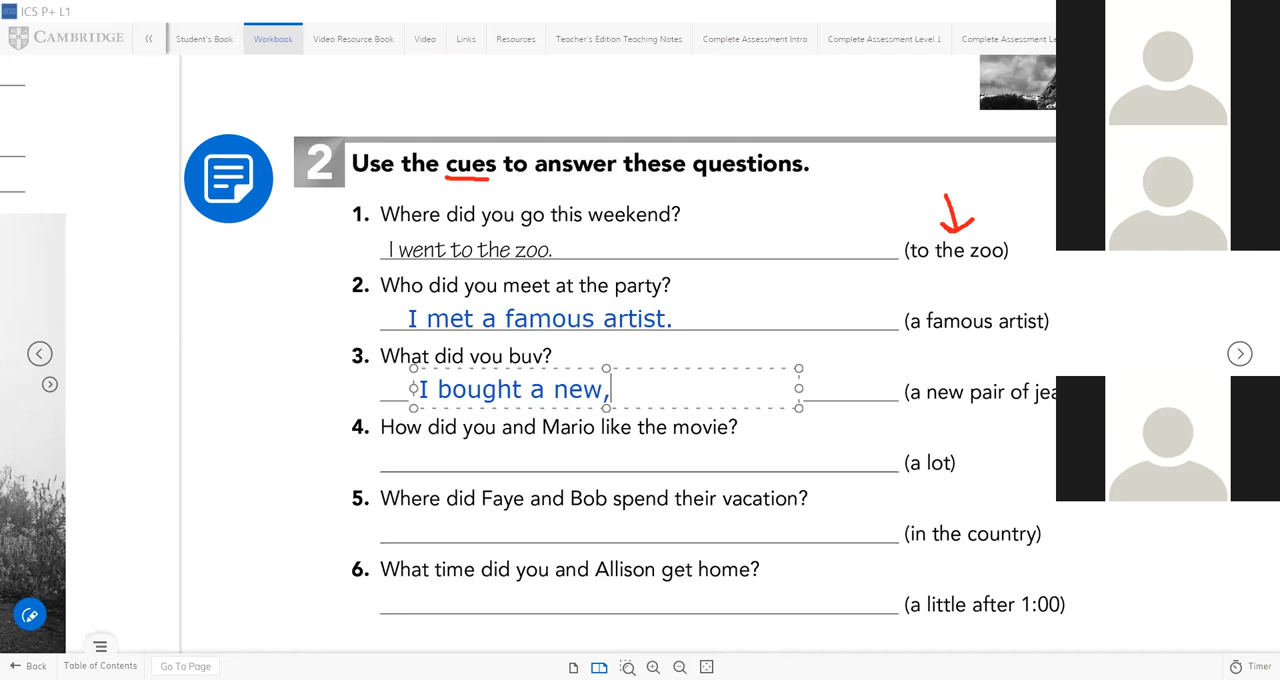 IC5 P+ L1
CAMBRIDGE
Student's Book
Workbook
Video Resource Book
Video
Links
Resources
Teacher's Edition Teaching Notes
Complete Assessment Intro
Complete Assessment Level 1
Complete Assessment Le
2 Use the cues to answer these questions.
1. Where did you go this weekend?
I went to the zoo. (to the zoo)
2. Who did you meet at the party?
I met a famous artist. (a famous artist)
3. What did you buy?
I bought a new, (a new pair of jea
4. How did you and Mario like the movie?
(a lot)
5. Where did Faye and Bob spend their vacation?
(in the country)
6. What time did you and Allison get home?
(a little after 1:00)
Back
Table of Contents
Go To Page
Timer